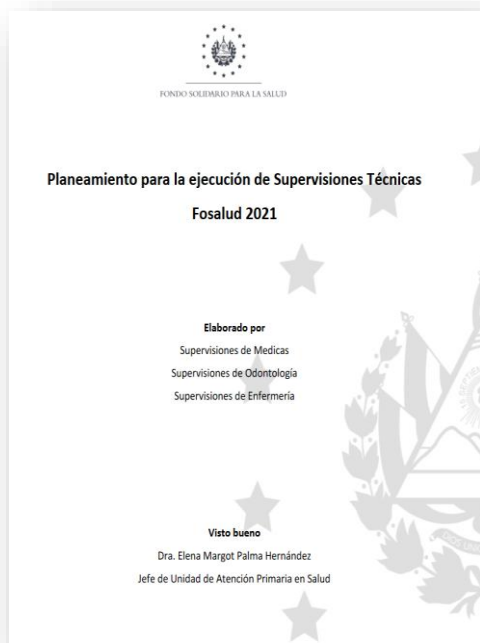 FONDO SOLIDARIO PARA LA SALUD
Planeamiento para la ejecución de Supervisiones Técnicas
Fosalud 2021
Elaborado por
Supervisiones de Medicas
Supervisiones de Odontología
Supervisiones de Enfermería
Visto bueno
Dra. Elena Margot Palma Hernández
Jefe de Unidad de Atención Primaria en Salud
DIOS UNI